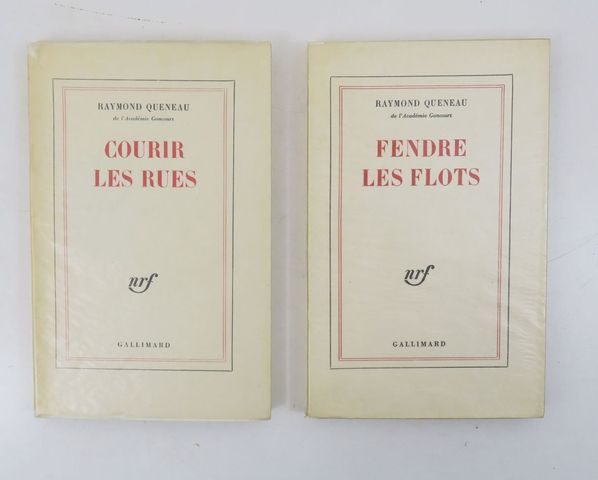 RAYMOND QUENEAU
de l'Académie Goncourt
COURIR
LES RUES
nrf
GALLIMARD
RAYMOND QUENEAU
de l'Académie Goncourt
FENDRE
LES FLOTS
nrf
GALLIMARD